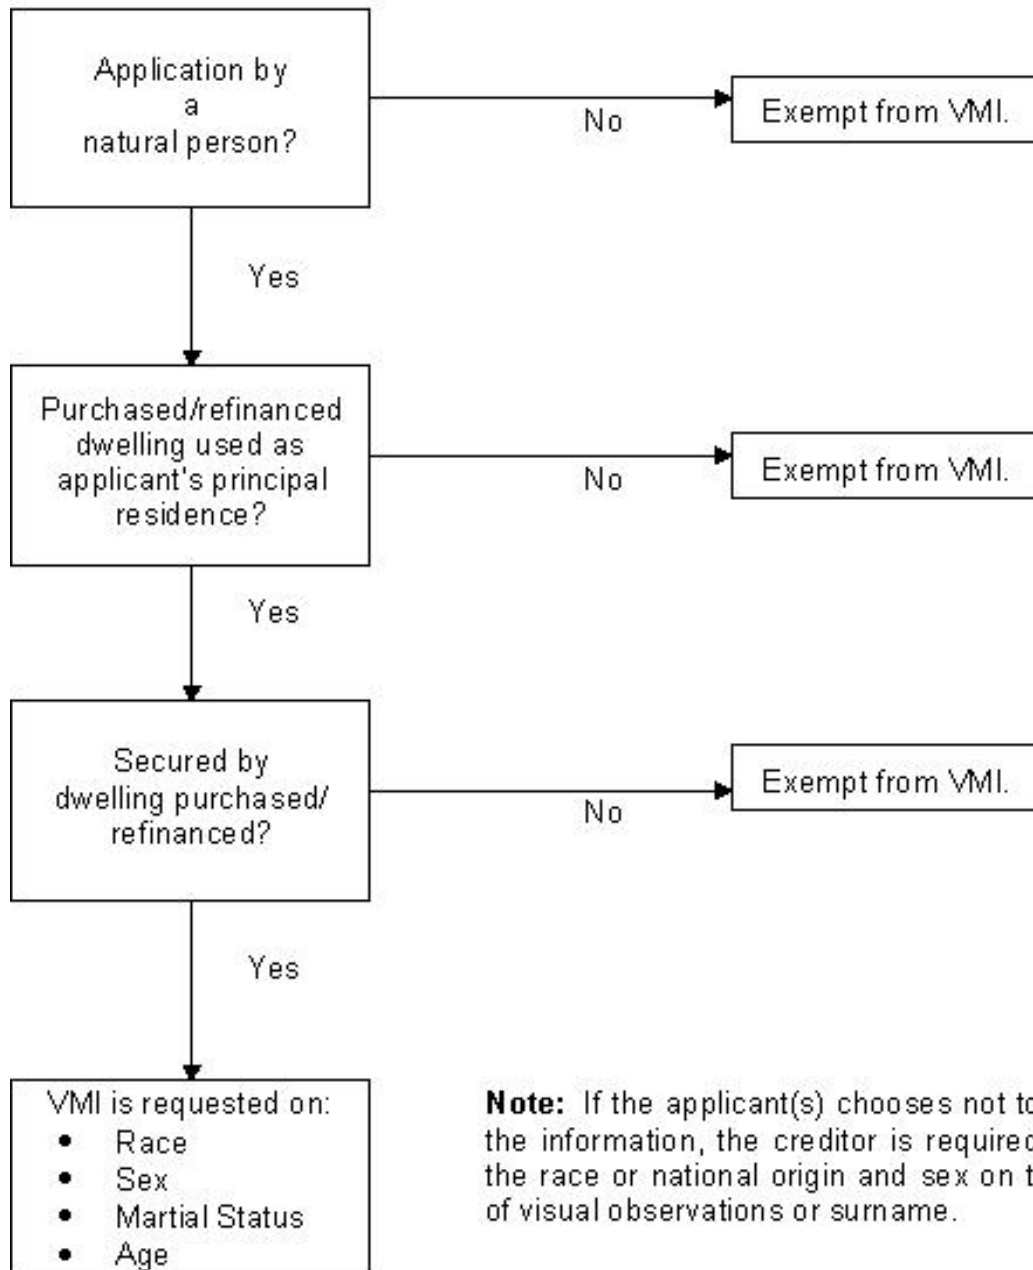 Application by
a
natural person?
No
Exempt from VMI.
Yes
Purchased/refinanced
dwelling used as
applicant's principal
residence?
No
Exempt from VMI.
Yes
Secured by
dwelling purchased/
refinanced?
No
Exempt from VMI.
Yes
VMI is requested on:
• Race
• Sex
• Martial Status
• Age
Note: If the applicant(s) chooses not to
the information, the creditor is required
the race or national origin and sex on t
of visual observations or surname.